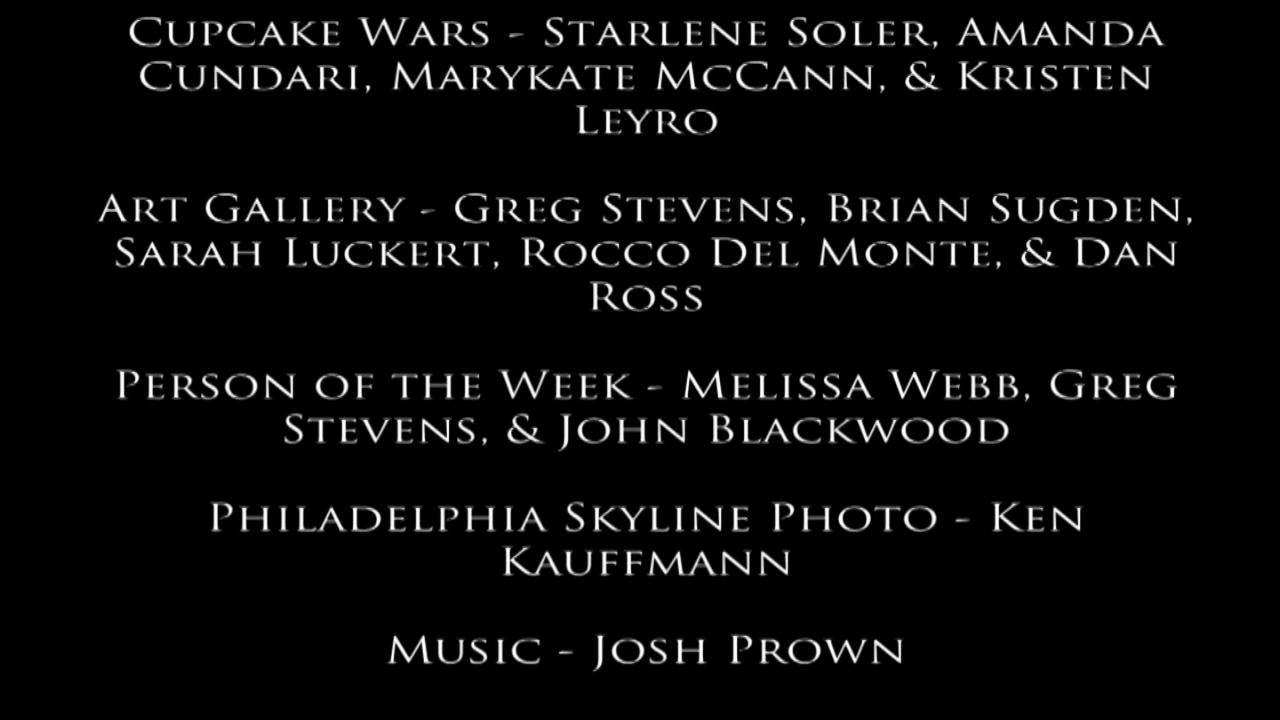 Cupcake Wars - Starlene Soler, Amanda
Cundari, Marykate McCann, & Kristen
Leyro
Art Gallery - Greg Stevens, Brian Sugden,
Sarah Luckert, Rocco Del Monte, & Dan
Ross
Person of the Week - Melissa Webb, Greg
Stevens, & John Blackwood
Philadelphia Skyline Photo - Ken
Kauffmann
Music - Josh Prown